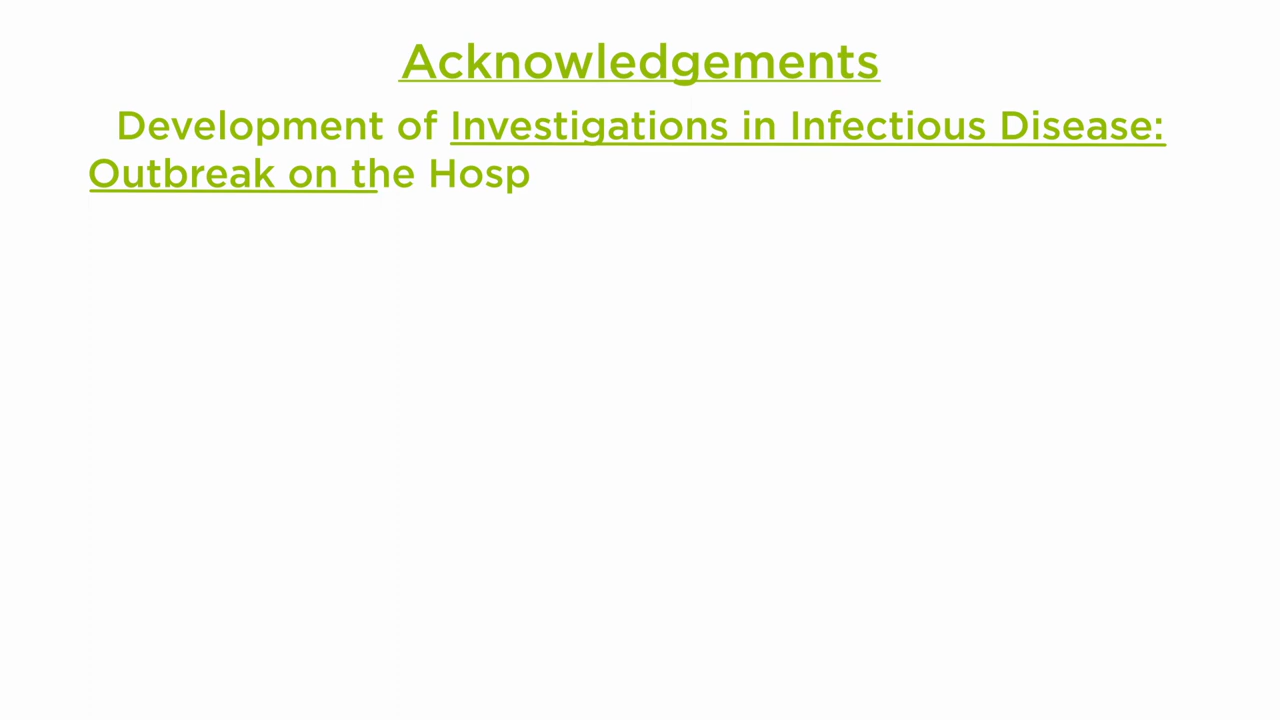 Acknowledgements
Development of Investigations in Infectious Disease:
Outbreak on the Hosp